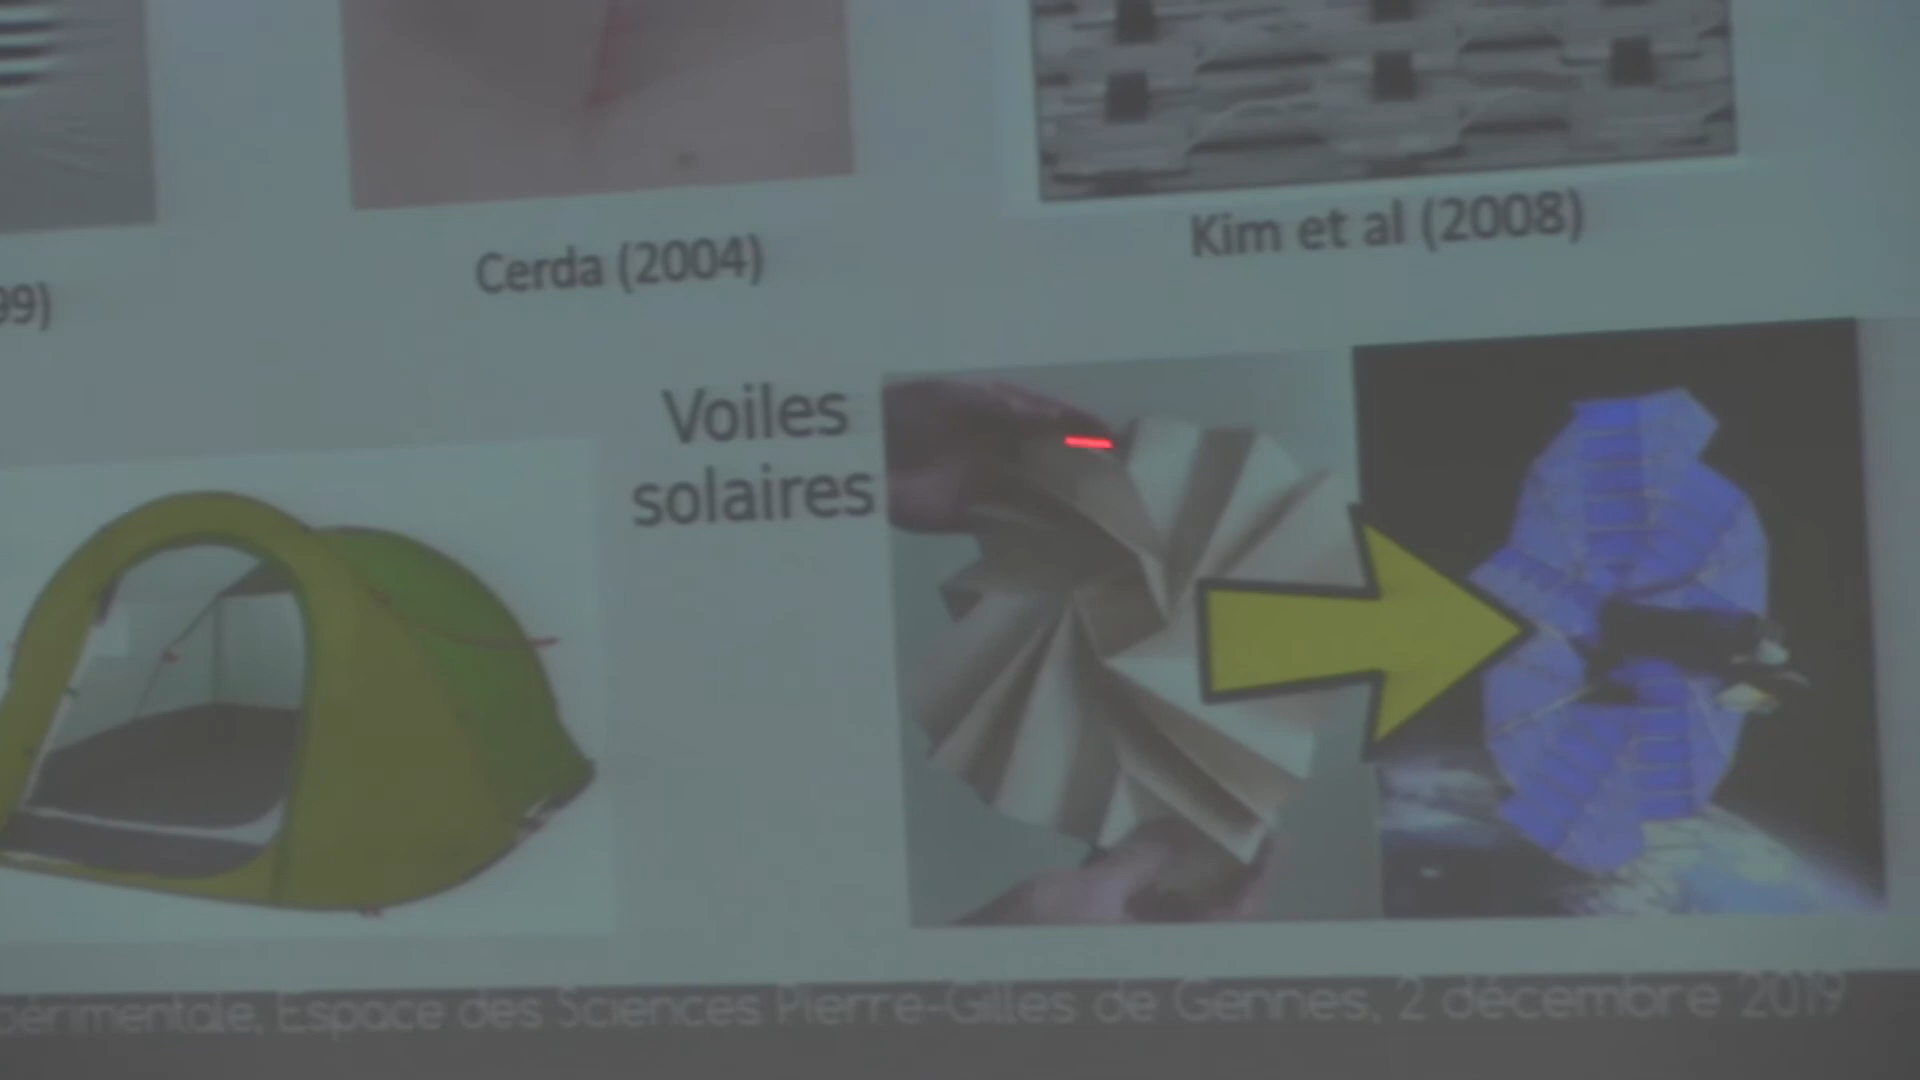 99)
Cerda (2004)
Kim et al (2008)
Voiles
solaires
périmentale, Espace des Sciences Pierre-Gilles de Gennes, 2 décembre 2019